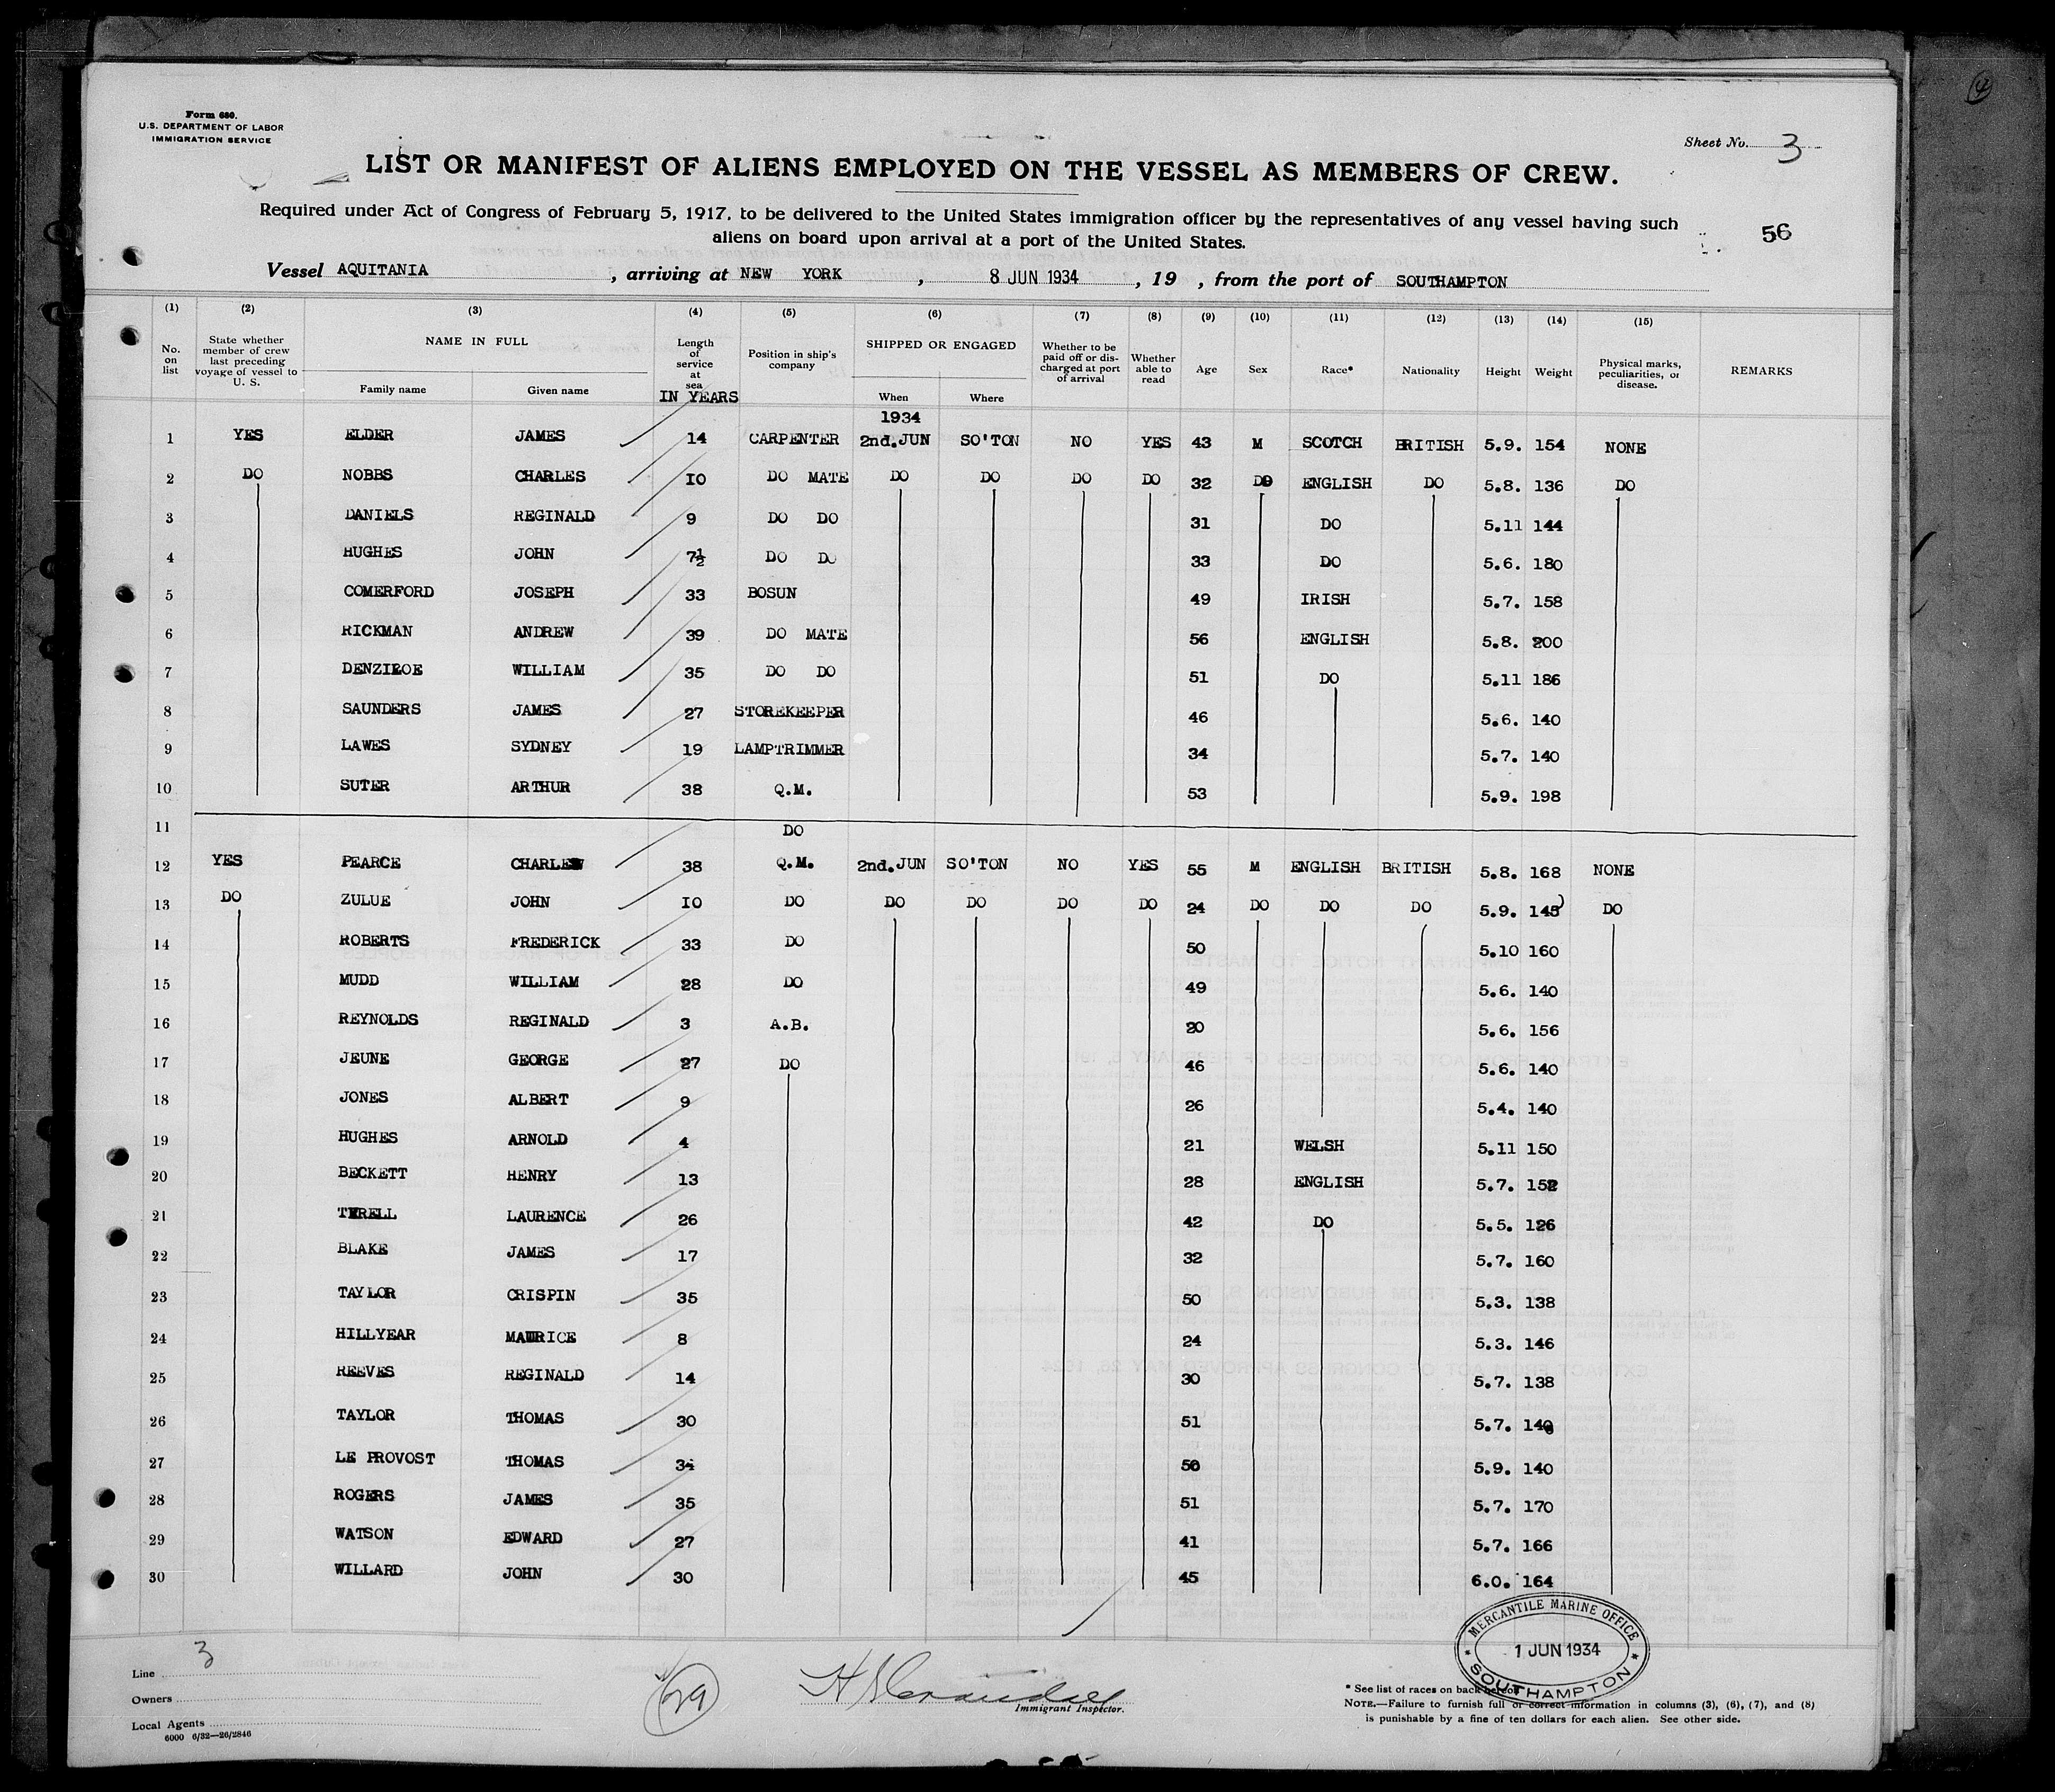 4
Form 680.
U.S. DEPARTMENT OF LABOR
IMMIGRATION SERVICE
Sheet No. 3
LIST OR MANIFEST OF ALIENS EMPLOYED ON THE VESSEL AS MEMBERS OF CREW.
Required under Act of Congress of February 5, 1917, to be delivered to the United States immigration officer by the representatives of any vessel having such
aliens on board upon arrival at a port of the United States.
56
Vessel AQUITANIA, arriving at NEW YORK, 8 JUN 1934, 19 , from the port of SOUTHAMPTON
(1) (2) (3) (4) (5) (6) (7) (8) (9) (10) (11) (12) (13) (14) (15)
No. on list State whether member of crew last preceding voyage of vessel to U. S. NAME IN FULL Family name Given name Length of service at sea IN YEARS Position in ship's company SHIPPED OR ENGAGED When Where Whether to be paid off or discharged at port of arrival Whether able to read Age Sex Race* Nationality Height Weight Physical marks, peculiarities, or disease. REMARKS
1934
1 YES ELDER JAMES 14 CARPENTER 2nd.JUN SO'TON NO YES 43 M SCOTCH BRITISH 5.9. 154 NONE
2 DO NOBBS CHARLES 10 DO MATE DO DO DO DO 32 DO ENGLISH DO 5.8. 136 DO
3 DANIELS REGINALD 9 DO DO 31 DO 5.11 144
4 HUGHES JOHN 7½ DO DO 33 DO 5.6. 180
5 COMERFORD JOSEPH 33 BOSUN 49 IRISH 5.7. 158
6 RICKMAN ANDREW 39 DO MATE 56 ENGLISH 5.8. 200
7 DENZILOE WILLIAM 35 DO DO 51 DO 5.11 186
8 SAUNDERS JAMES 27 STOREKEEPER 46 5.6. 140
9 LAWES SYDNEY 19 LAMPTRIMMER 34 5.7. 140
10 SUTER ARTHUR 38 Q.M. 53 5.9. 198
11 DO
12 YES PEARCE CHARLES 38 Q.M. 2nd.JUN SO'TON NO YES 55 M ENGLISH BRITISH 5.8. 168 NONE
13 DO ZULUE JOHN 10 DO DO DO DO DO 24 DO DO DO 5.9. 145 DO
14 ROBERTS FREDERICK 33 DO 50 5.10 160
15 MUDD WILLIAM 28 DO 49 5.6. 140
16 REYNOLDS REGINALD 3 A.B. 20 5.6. 156
17 JEUNE GEORGE 27 DO 46 5.6. 140
18 JONES ALBERT 9 26 5.4. 140
19 HUGHES ARNOLD 4 21 WELSH 5.11 150
20 BECKETT HENRY 13 28 ENGLISH 5.7. 152
21 LAURENCE 26 42 DO 5.5. 126
22 BLAKE JAMES 17 32 5.7. 160
23 TAYLOR CRISPIN 35 50 5.3. 138
24 HILLYEAR MAURICE 8 24 5.3. 146
25 REEVES REGINALD 14 30 5.7. 138
26 TAYLOR THOMAS 30 51 5.7. 140
27 LE PROVOST THOMAS 34 50 5.9. 140
28 ROGERS JAMES 35 51 5.7. 170
29 WATSON EDWARD 27 41 5.7. 166
30 WILLARD JOHN 30 45 6.0. 164
MERCANTILE MARINE OFFICE
1 JUN 1934
SOUTHAMPTON
Line 3
Owners
Local Agents
6000 6/32—26/2846
29
Immigrant Inspector.
* See list of races on back hereof
NOTE.—Failure to furnish full or correct information in columns (3), (6), (7), and (8)
is punishable by a fine of ten dollars for each alien. See other side.